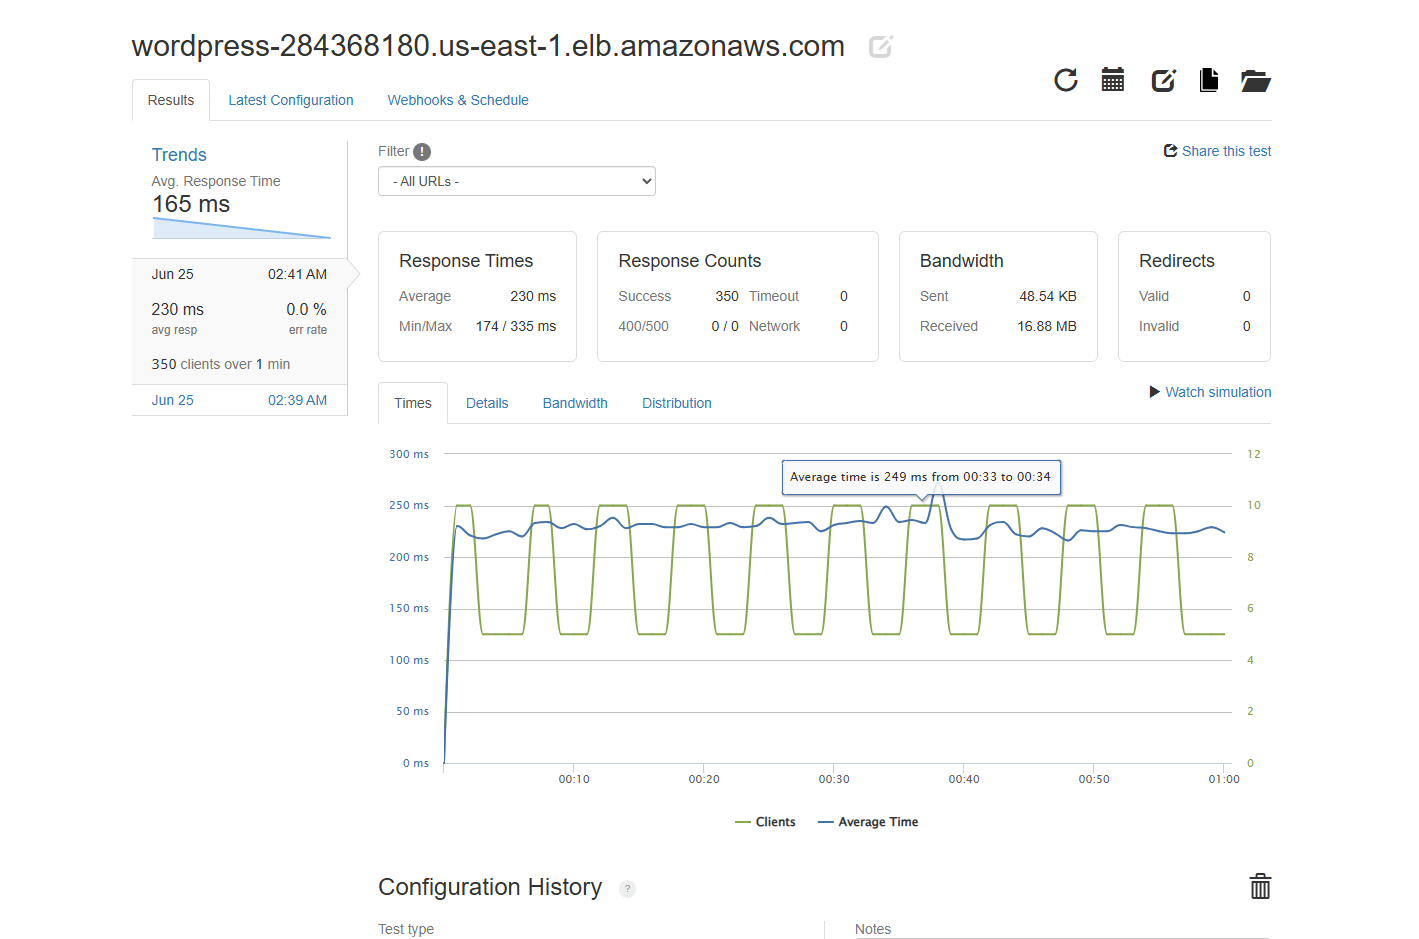 wordpress-284368180.us-east-1.elb.amazonaws.com
Results Latest Configuration Webhooks & Schedule
Trends
Avg. Response Time
165 ms
Jun 25 02:41 AM
230 ms 0.0 %
avg resp err rate
350 clients over 1 min
Jun 25 02:39 AM
Filter !
- All URLs -
Share this test
Response Times
Average 230 ms
Min/Max 174 / 335 ms
Response Counts
Success 350 Timeout 0
400/500 0 / 0 Network 0
Bandwidth
Sent 48.54 KB
Received 16.88 MB
Redirects
Valid 0
Invalid 0
Times Details Bandwidth Distribution
Watch simulation
300 ms 12
Average time is 249 ms from 00:33 to 00:34
250 ms 10
200 ms 8
150 ms 6
100 ms 4
50 ms 2
0 ms 0
00:10 00:20 00:30 00:40 00:50 01:00
Clients Average Time
Configuration History ?
Test type Notes